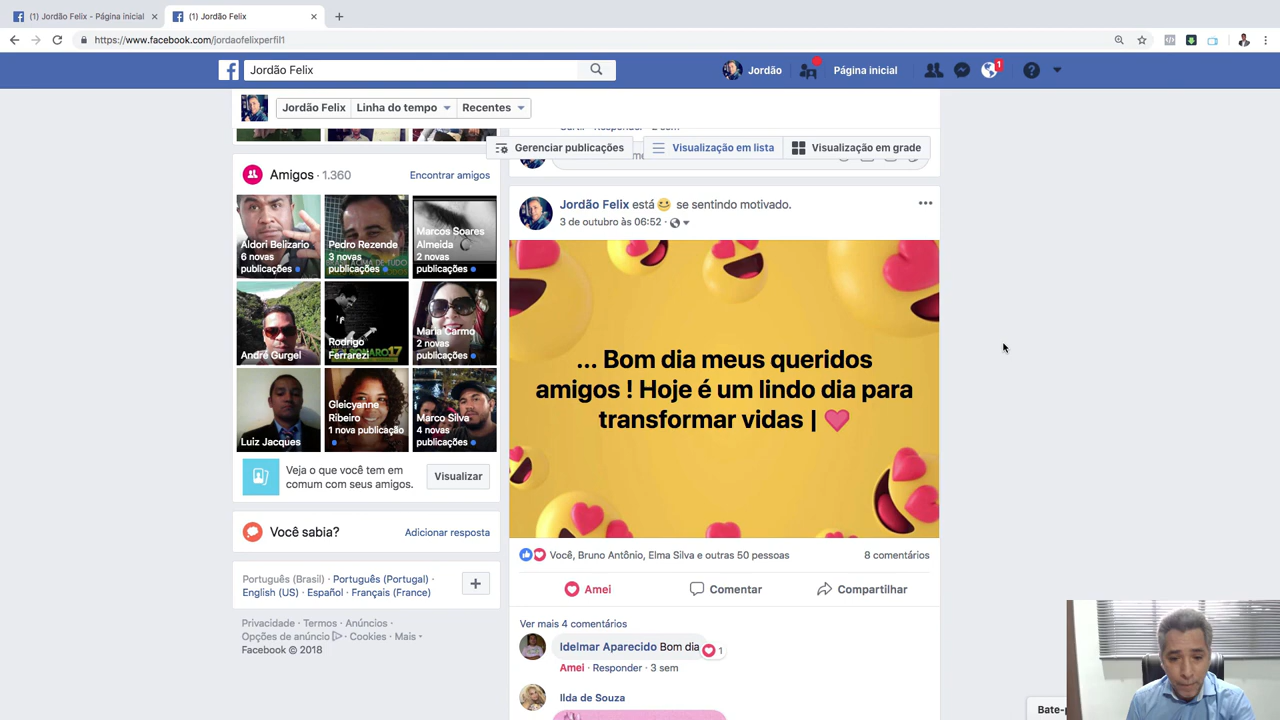 (1) Jordão Felix - Página inicial
(1) Jordão Felix
https://www.facebook.com/jordaofelixperfil1
Jordão Felix
Jordão
Página inicial
1
Jordão Felix
Linha do tempo
Recentes
Gerenciar publicações
Visualização em lista
Visualização em grade
Amigos · 1.360
Encontrar amigos
Aldori Belizario
6 novas
publicações
Pedro Rezende
3 novas
publicações
Marcos Soares
Almeida
2 novas
publicações
André Gurgel
Rodrigo
Ferrarezi
Maria Carmo
2 novas
publicações
Luiz Jacques
Gleicyanne
Ribeiro
1 nova publicação
Marco Silva
4 novas
publicações
Veja o que você tem em
comum com seus amigos.
Visualizar
Você sabia?
Adicionar resposta
Português (Brasil) · Português (Portugal) ·
English (US) · Español · Français (France)
Privacidade · Termos · Anúncios ·
Opções de anúncio · Cookies · Mais
Facebook © 2018
Jordão Felix está 😀 se sentindo motivado.
3 de outubro às 06:52 ·
... Bom dia meus queridos
amigos ! Hoje é um lindo dia para
transformar vidas | 💗
Você, Bruno Antônio, Elma Silva e outras 50 pessoas
8 comentários
Amei
Comentar
Compartilhar
Ver mais 4 comentários
Idelmar Aparecido Bom dia
1
Amei · Responder · 3 sem
Ilda de Souza